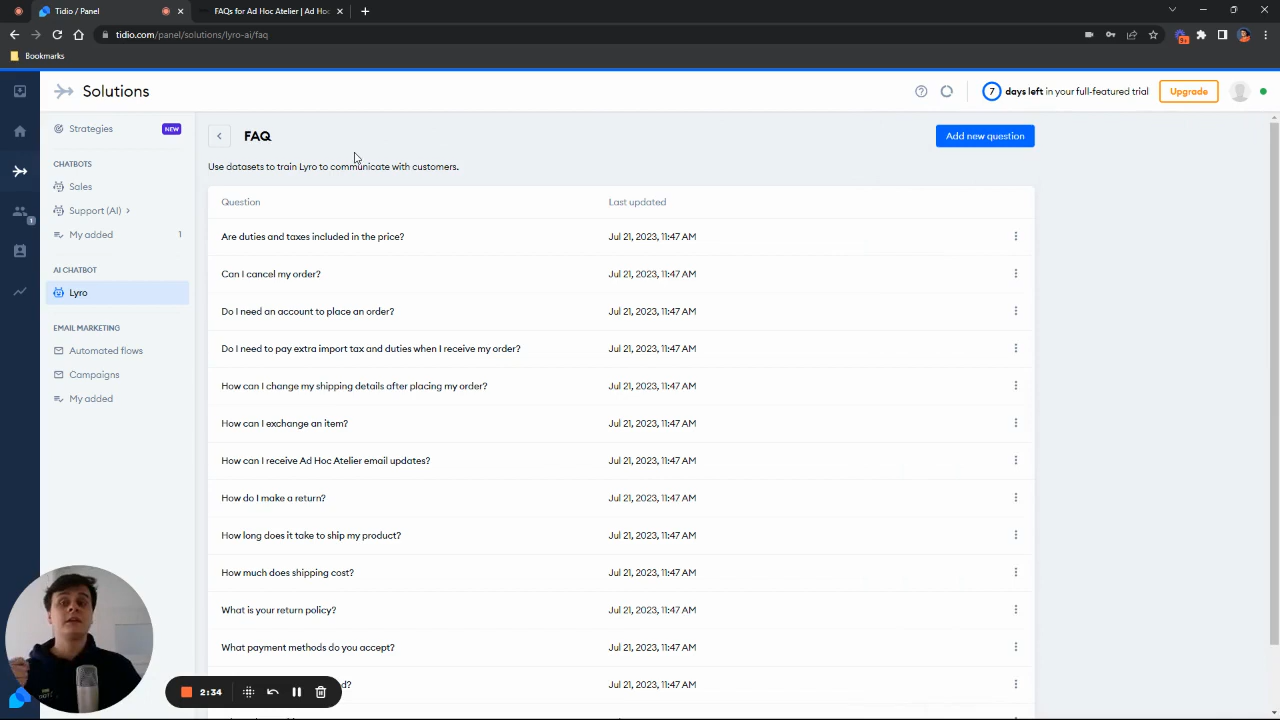 Tidio / Panel
FAQs for Ad Hoc Atelier | Ad Hoc
tidio.com/panel/solutions/lyro-ai/faq
9+
Bookmarks
Solutions
7 days left in your full-featured trial
Upgrade
Strategies
NEW
CHATBOTS
Sales
Support (AI)
My added
1
AI CHATBOT
Lyro
EMAIL MARKETING
Automated flows
Campaigns
My added
1
FAQ
Add new question
Use datasets to train Lyro to communicate with customers.
Question Last updated
Are duties and taxes included in the price? Jul 21, 2023, 11:47 AM
Can I cancel my order? Jul 21, 2023, 11:47 AM
Do I need an account to place an order? Jul 21, 2023, 11:47 AM
Do I need to pay extra import tax and duties when I receive my order? Jul 21, 2023, 11:47 AM
How can I change my shipping details after placing my order? Jul 21, 2023, 11:47 AM
How can I exchange an item? Jul 21, 2023, 11:47 AM
How can I receive Ad Hoc Atelier email updates? Jul 21, 2023, 11:47 AM
How do I make a return? Jul 21, 2023, 11:47 AM
How long does it take to ship my product? Jul 21, 2023, 11:47 AM
How much does shipping cost? Jul 21, 2023, 11:47 AM
What is your return policy? Jul 21, 2023, 11:47 AM
What payment methods do you accept? Jul 21, 2023, 11:47 AM
Jul 21, 2023, 11:47 AM
2:34